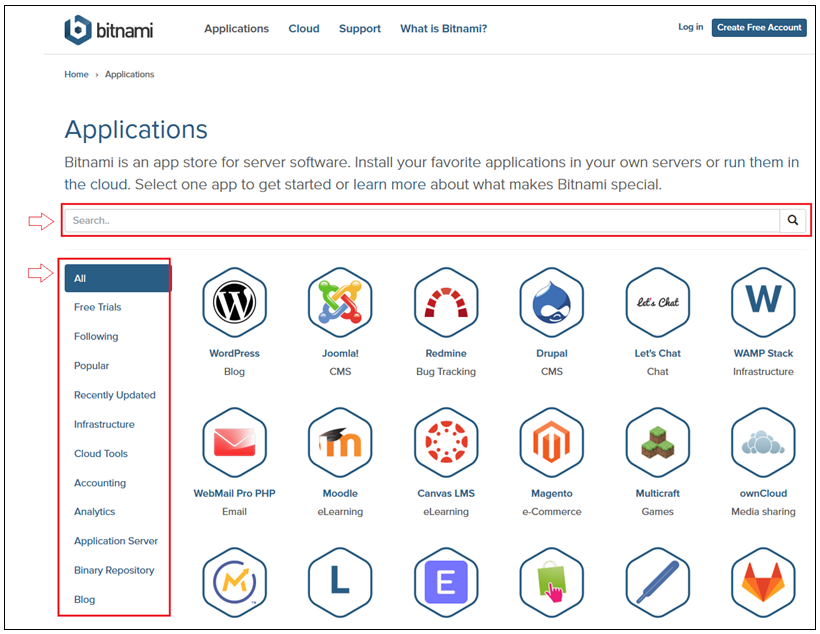 bitnami
Applications Cloud Support What is Bitnami?
Log in Create Free Account
Home › Applications
Applications
Bitnami is an app store for server software. Install your favorite applications in your own servers or run them in
the cloud. Select one app to get started or learn more about what makes Bitnami special.
Search..
All
Free Trials
Following
Popular
Recently Updated
Infrastructure
Cloud Tools
Accounting
Analytics
Application Server
Binary Repository
Blog
W let's Chat W
WordPress Joomla! Redmine Drupal Let's Chat WAMP Stack
Blog CMS Bug Tracking CMS Chat Infrastructure
m
WebMail Pro PHP Moodle Canvas LMS Magento Multicraft ownCloud
Email eLearning eLearning e-Commerce Games Media sharing
L E